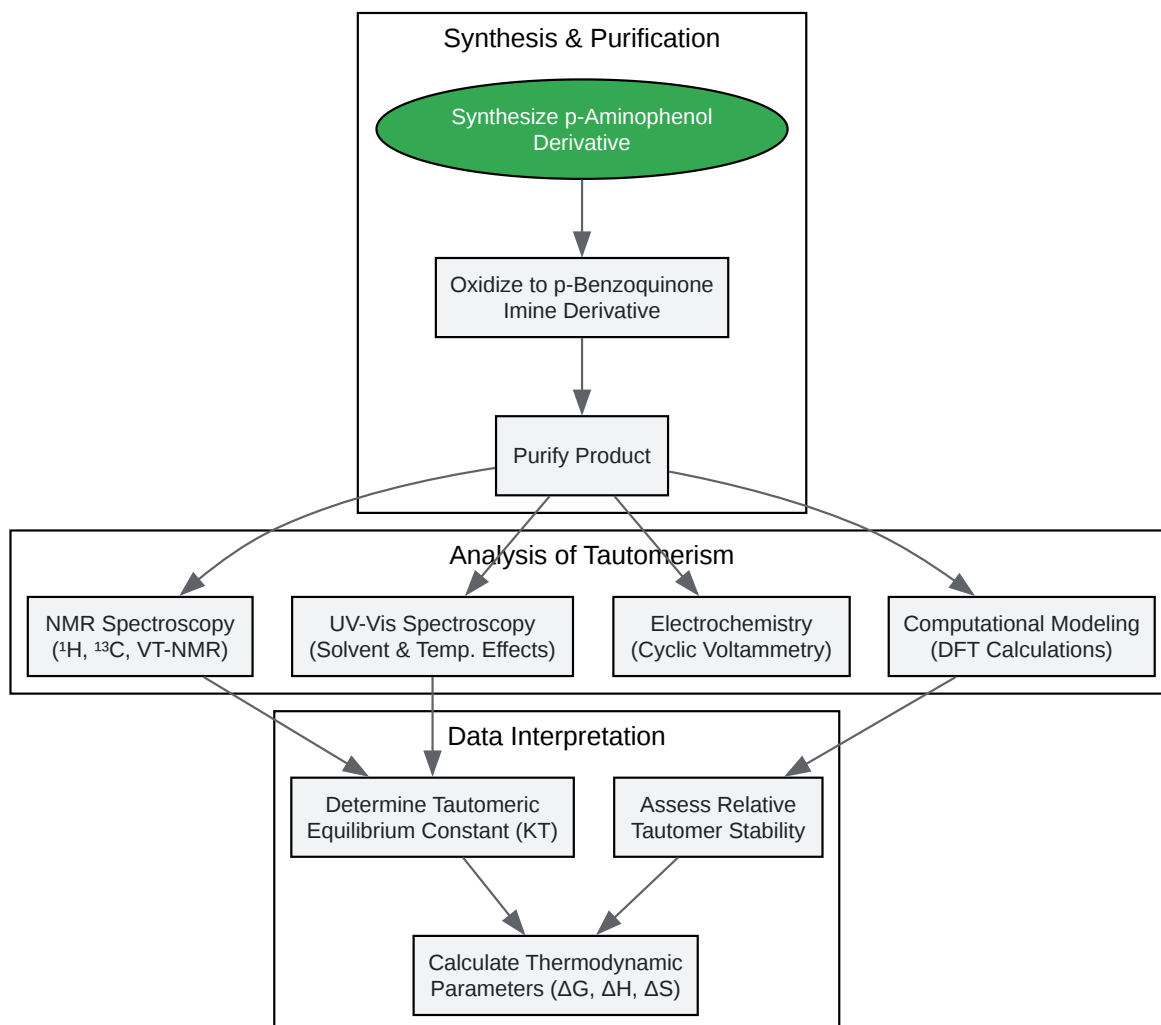 Synthesis & Purification
Synthesize p-Aminophenol
Derivative
Oxidize to p-Benzoquinone
Imine Derivative
Purify Product
Analysis of Tautomerism
NMR Spectroscopy
(¹H, ¹³C, VT-NMR)
UV-Vis Spectroscopy
(Solvent & Temp. Effects)
Electrochemistry
(Cyclic Voltammetry)
Computational Modeling
(DFT Calculations)
Data Interpretation
Determine Tautomeric
Equilibrium Constant (KT)
Assess Relative
Tautomer Stability
Calculate Thermodynamic
Parameters (ΔG, ΔH, ΔS)